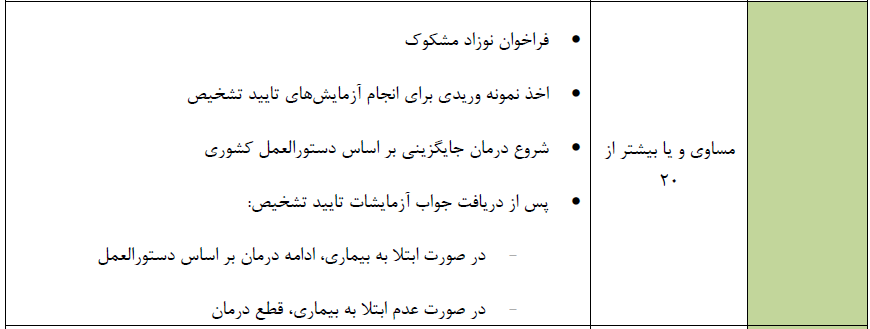 مساوی و یا بیشتر از
۲۰
• فراخوان نوزاد مشکوک
• اخذ نمونه وریدی برای انجام آزمایش‌های تایید تشخیص
• شروع درمان جایگزینی بر اساس دستورالعمل کشوری
• پس از دریافت جواب آزمایشات تایید تشخیص:
- در صورت ابتلا به بیماری، ادامه درمان بر اساس دستورالعمل
- در صورت عدم ابتلا به بیماری، قطع درمان